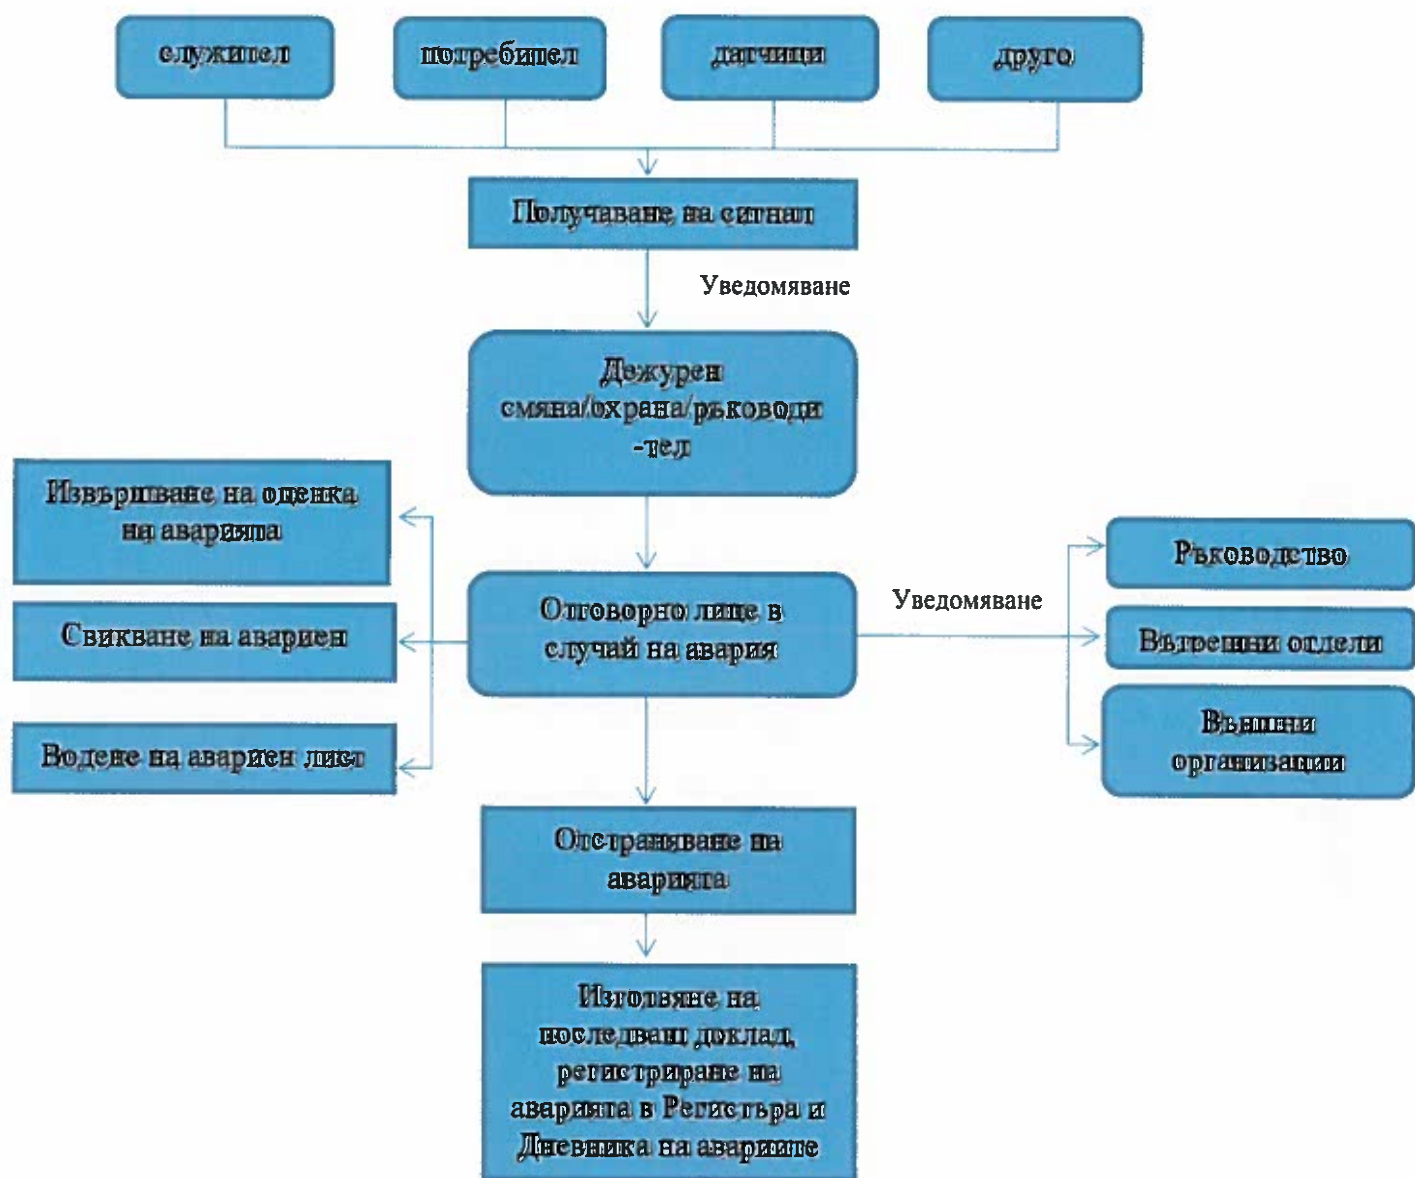 служител
потребител
датчици
друго
Получаване на сигнал
Уведомяване
Дежурен
смяна/охрана/ръководи
-тел
Извършване на оценка
на аварията
Свикване на авариен
Водене на авариен лист
Отговорно лице в
случай на авария
Уведомяване
Ръководство
Вътрешни отдели
Външни
организации
Отстраняване на
аварията
Изготвяне на
последващ доклад,
регистриране на
аварията в Регистъра и
Дневника на авариите